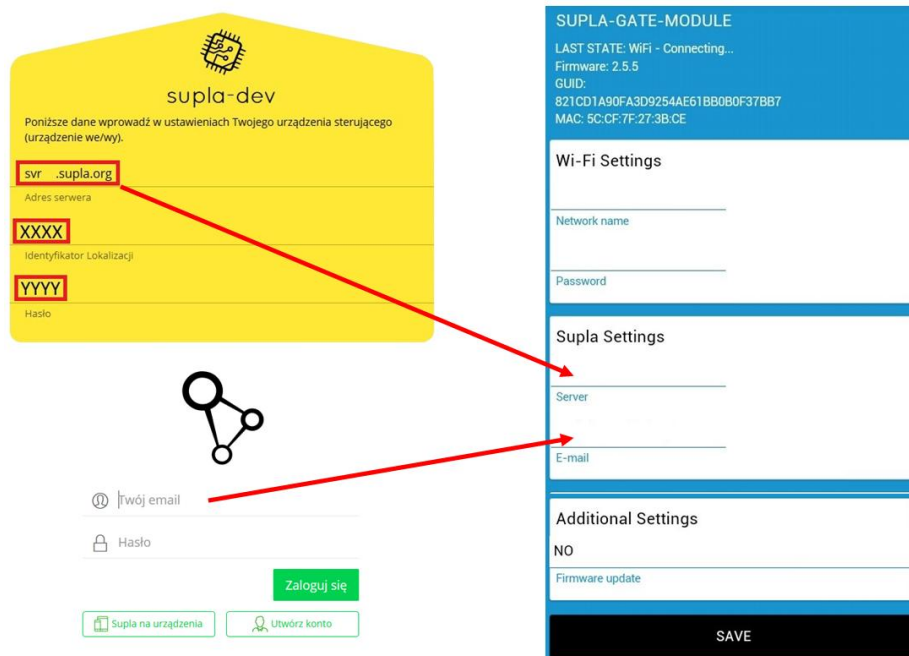 supla-dev
Poniższe dane wprowadź w ustawieniach Twojego urządzenia sterującego
(urządzenie we/wy).
svr .supla.org
Adres serwera
XXXX
Identyfikator Lokalizacji
YYYY
Hasło
Twój email
Hasło
Zaloguj się
Supla na urządzenia
Utwórz konto
SUPLA-GATE-MODULE
LAST STATE: WiFi - Connecting...
Firmware: 2.5.5
GUID:
821CD1A90FA3D9254AE61BB0B0F37BB7
MAC: 5C:CF:7F:27:3B:CE
Wi-Fi Settings
Network name
Password
Supla Settings
Server
E-mail
Additional Settings
NO
Firmware update
SAVE